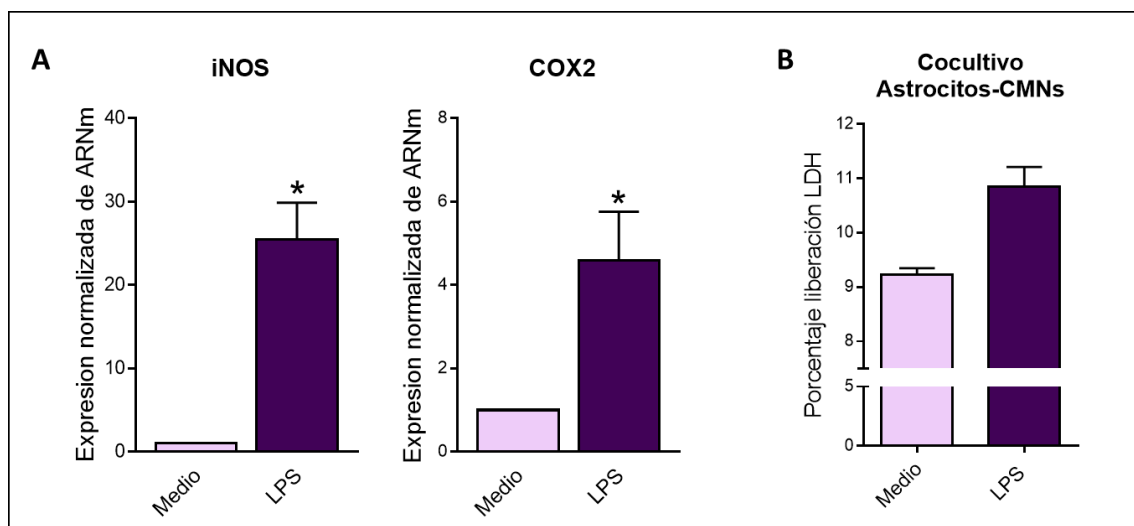 A
iNOS
Expresion normalizada de ARNm
40
30
20
10
0
*
Medio
LPS
COX2
Expresion normalizada de ARNm
8
6
4
2
0
*
Medio
LPS
B
Cocultivo
Astrocitos-CMNs
Porcentaje liberación LDH
12
11
10
9
8
5
0
Medio
LPS